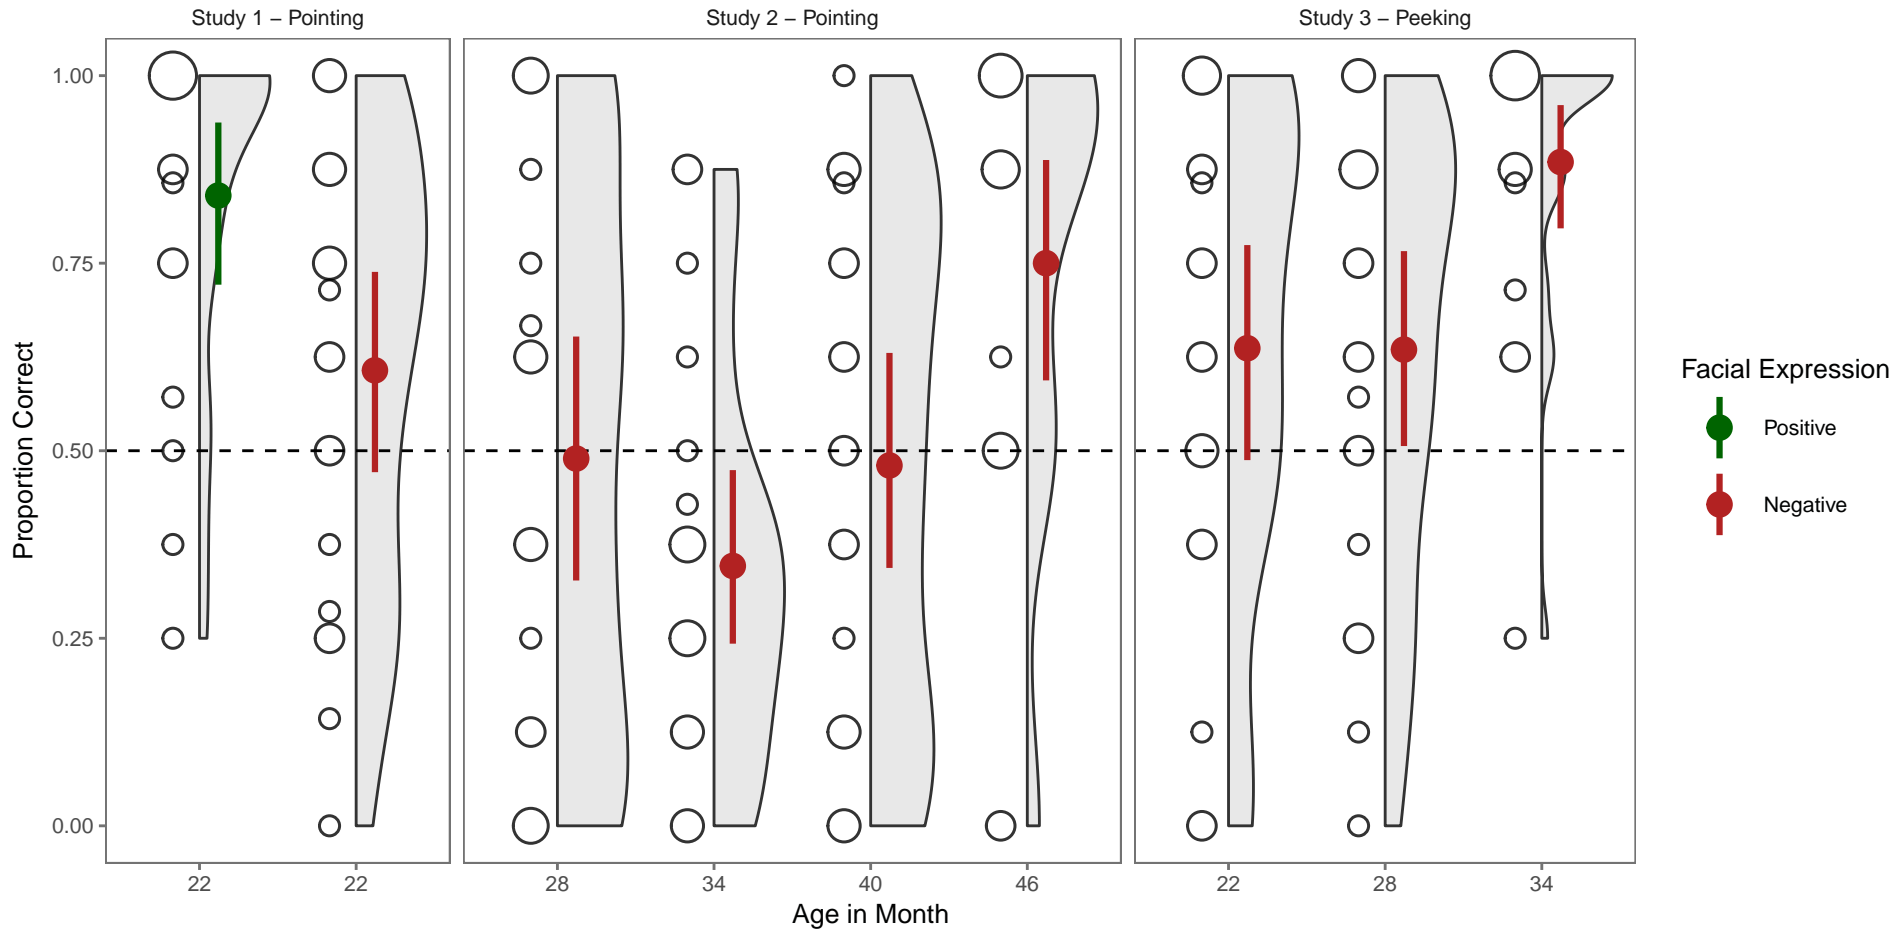 Study 1 – Pointing
Study 2 – Pointing
Study 3 – Peeking
1.00
0.75
0.50
0.25
0.00
Proportion Correct
22
22
28
34
40
46
22
28
34
Age in Month
Facial Expression
Positive
Negative